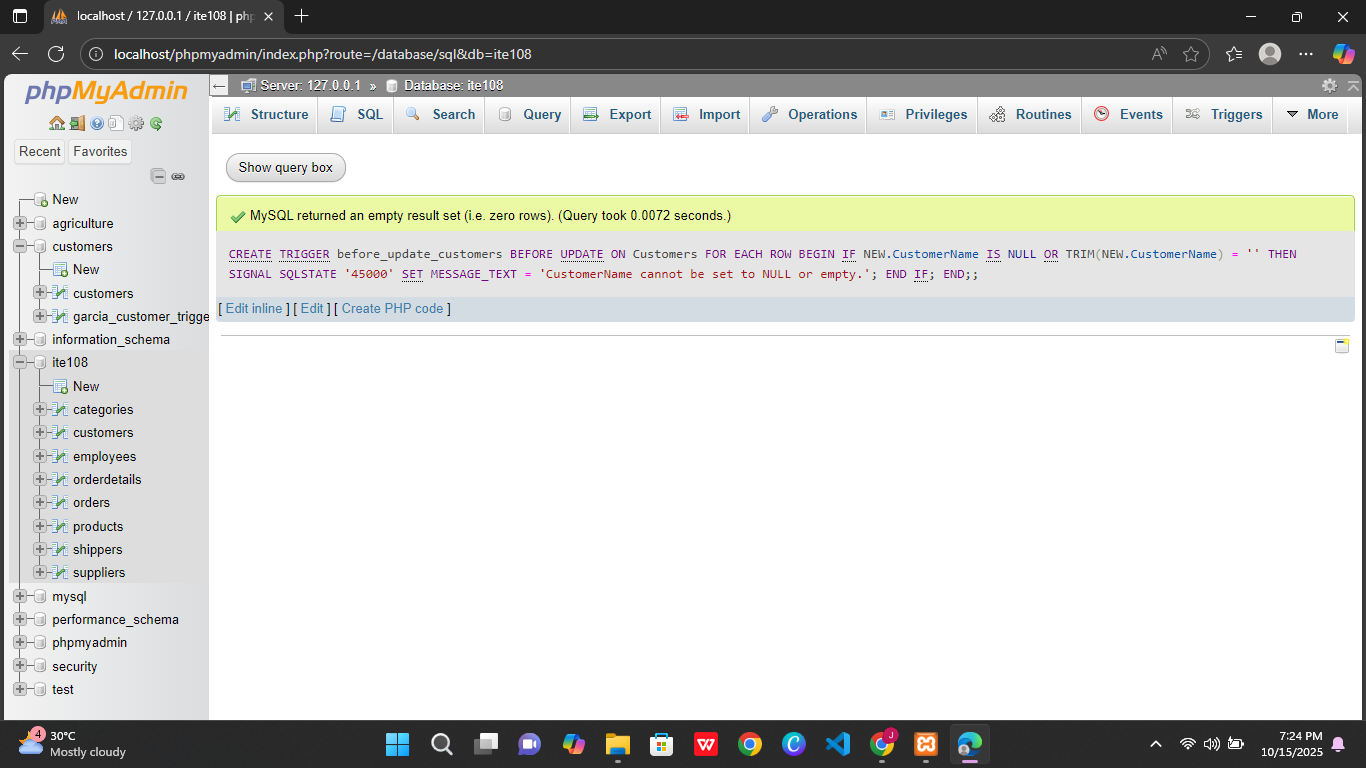 localhost / 127.0.0.1 / ite108 | php
localhost/phpmyadmin/index.php?route=/database/sql&db=ite108
phpMyAdmin
Recent
Favorites
New
agriculture
customers
New
customers
garcia_customer_trigge
information_schema
ite108
New
categories
customers
employees
orderdetails
orders
products
shippers
suppliers
mysql
performance_schema
phpmyadmin
security
test
Server: 127.0.0.1 » Database: ite108
Structure SQL Search Query Export Import Operations Privileges Routines Events Triggers More
Show query box
MySQL returned an empty result set (i.e. zero rows). (Query took 0.0072 seconds.)
CREATE TRIGGER before_update_customers BEFORE UPDATE ON Customers FOR EACH ROW BEGIN IF NEW.CustomerName IS NULL OR TRIM(NEW.CustomerName) = '' THEN
SIGNAL SQLSTATE '45000' SET MESSAGE_TEXT = 'CustomerName cannot be set to NULL or empty.'; END IF; END;;
[ Edit inline ] [ Edit ] [ Create PHP code ]
4
30°C
Mostly cloudy
W
C
J
7:24 PM
10/15/2025